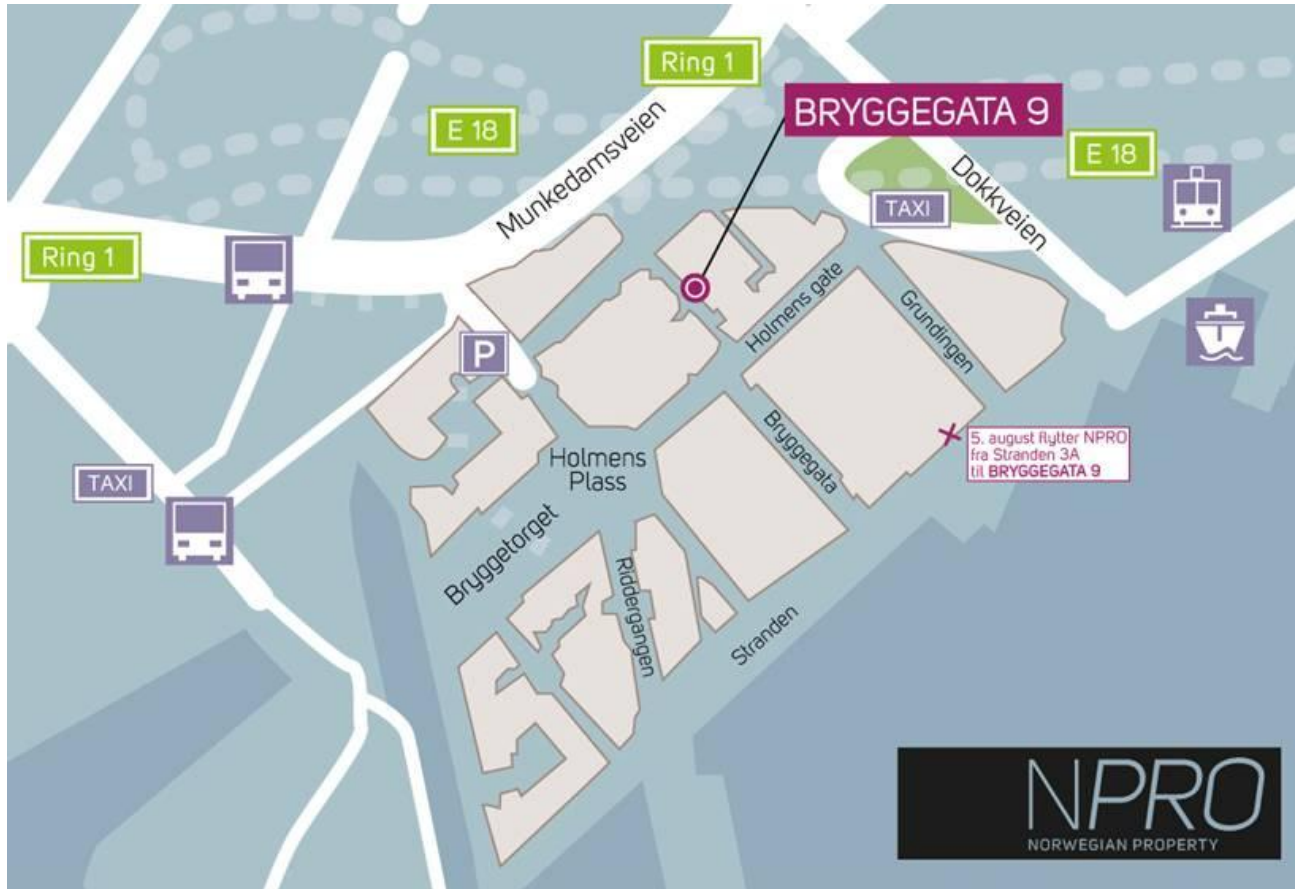 Ring 1
BRYGGEGATA 9
E 18
E 18
Munkedamsveien
Dokkveien
TAXI
Ring 1
Holmens gate
Grundingen
P
Bryggegata
5. august flytter NPRO
fra Stranden 3A
til BRYGGEGATA 9
Holmens
Plass
TAXI
Bryggetorget
Riddergangen
Stranden
NPRO
NORWEGIAN PROPERTY